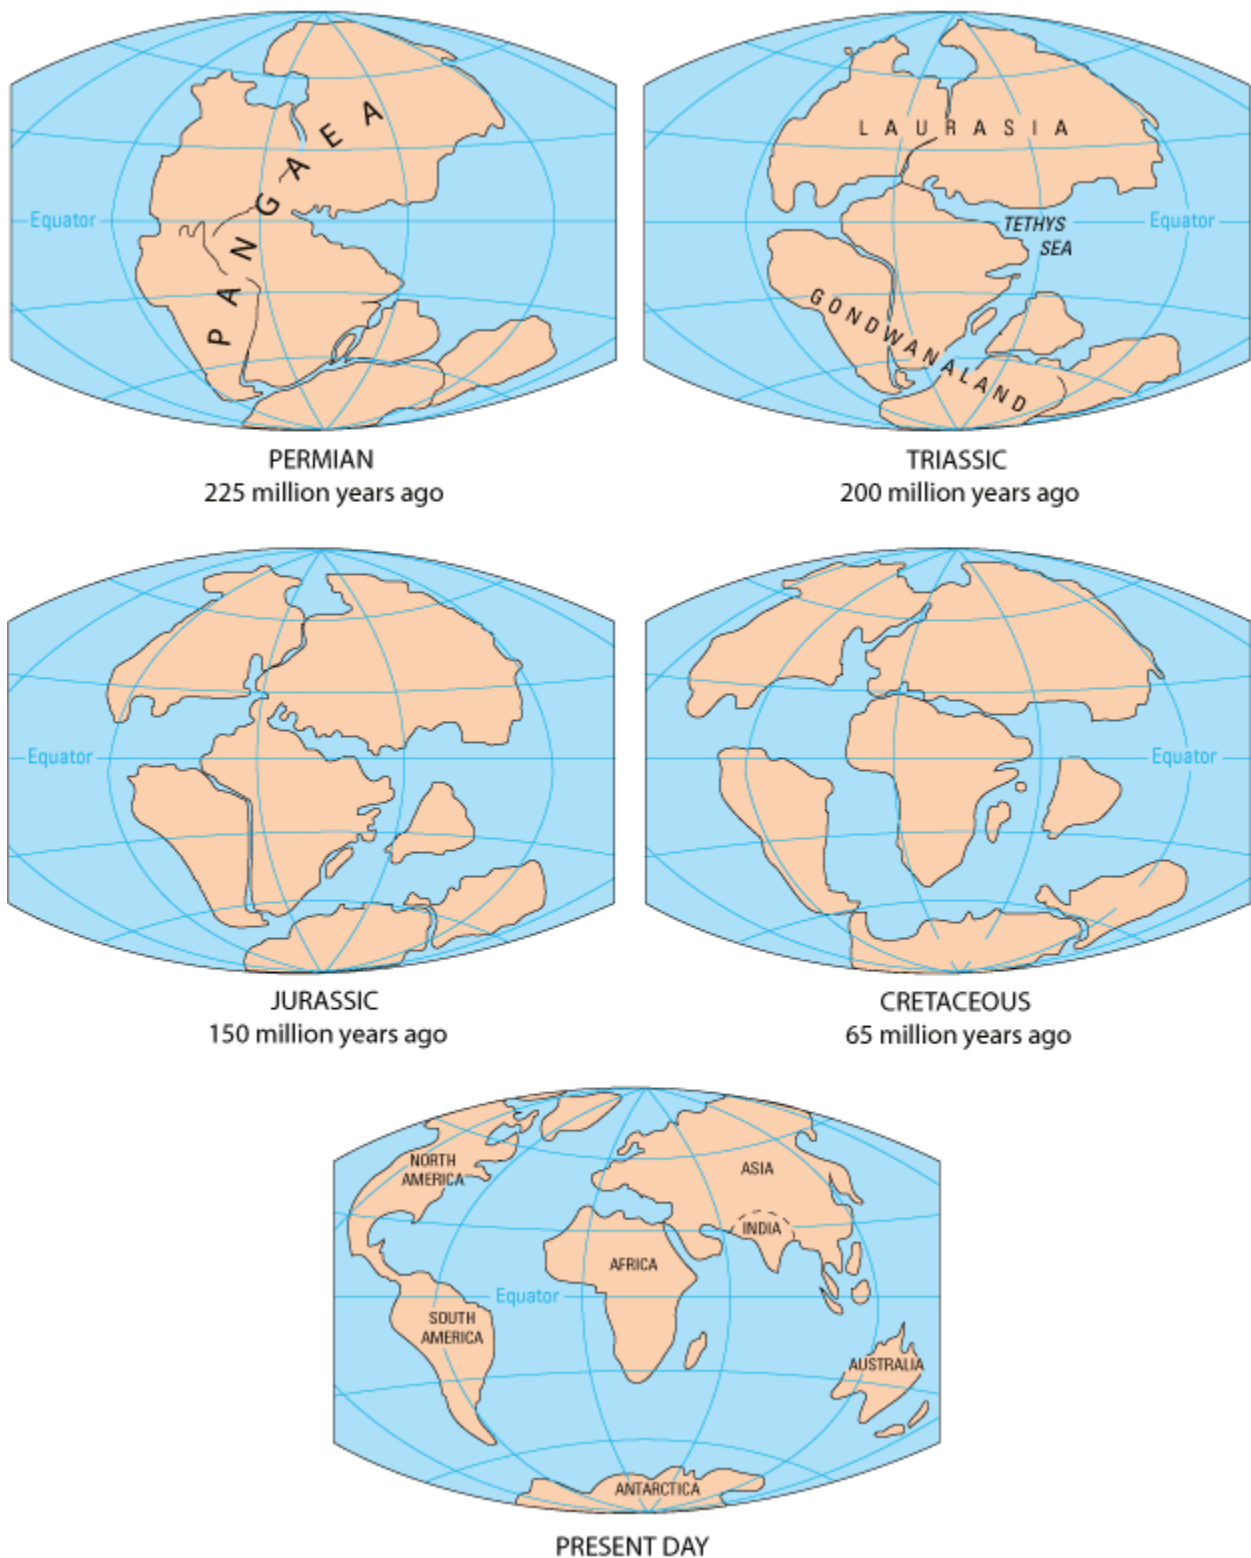 PANGAEA
Equator
PERMIAN
225 million years ago
LAURASIA
TETHYS
SEA
Equator
GONDWANALAND
TRIASSIC
200 million years ago
Equator
JURASSIC
150 million years ago
Equator
CRETACEOUS
65 million years ago
NORTH
AMERICA
ASIA
INDIA
AFRICA
Equator
SOUTH
AMERICA
AUSTRALIA
ANTARCTICA
PRESENT DAY